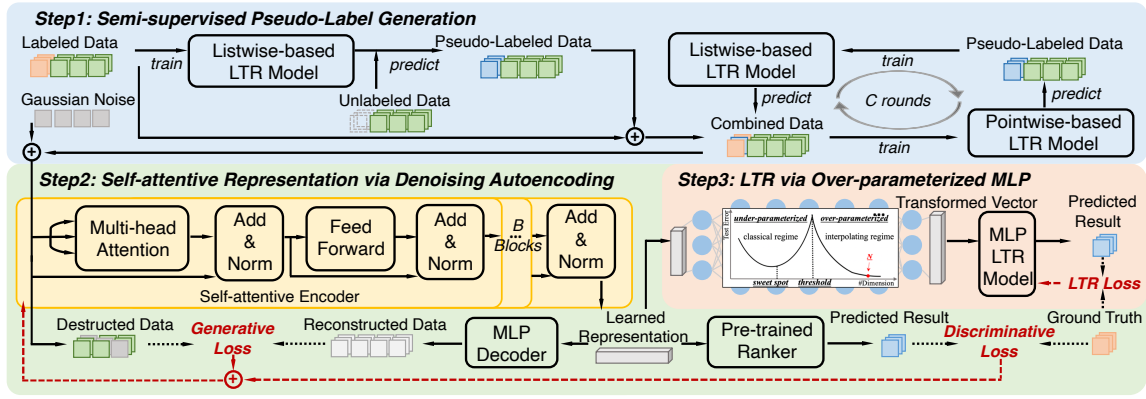 Step1: Semi-supervised Pseudo-Label Generation
Labeled Data
train
Listwise-based
LTR Model
predict
Pseudo-Labeled Data
Unlabeled Data
Gaussian Noise
Listwise-based
LTR Model
predict
Combined Data
train
C rounds
train
Pseudo-Labeled Data
predict
Pointwise-based
LTR Model
Step2: Self-attentive Representation via Denoising Autoencoding
Multi-head
Attention
Add
&
Norm
Feed
Forward
Add
&
Norm
B
...
Blocks
Add
&
Norm
Self-attentive Encoder
Destructed Data
Generative
Loss
Reconstructed Data
MLP
Decoder
Learned
Representation
Pre-trained
Ranker
Predicted Result
Discriminative
Loss
Ground Truth
Step3: LTR via Over-parameterized MLP
Test Error
under-parameterized
over-parameterized
classical regime
interpolating regime
N
sweet spot
threshold
#Dimension
Transformed Vector
MLP
LTR
Model
Predicted
Result
LTR Loss